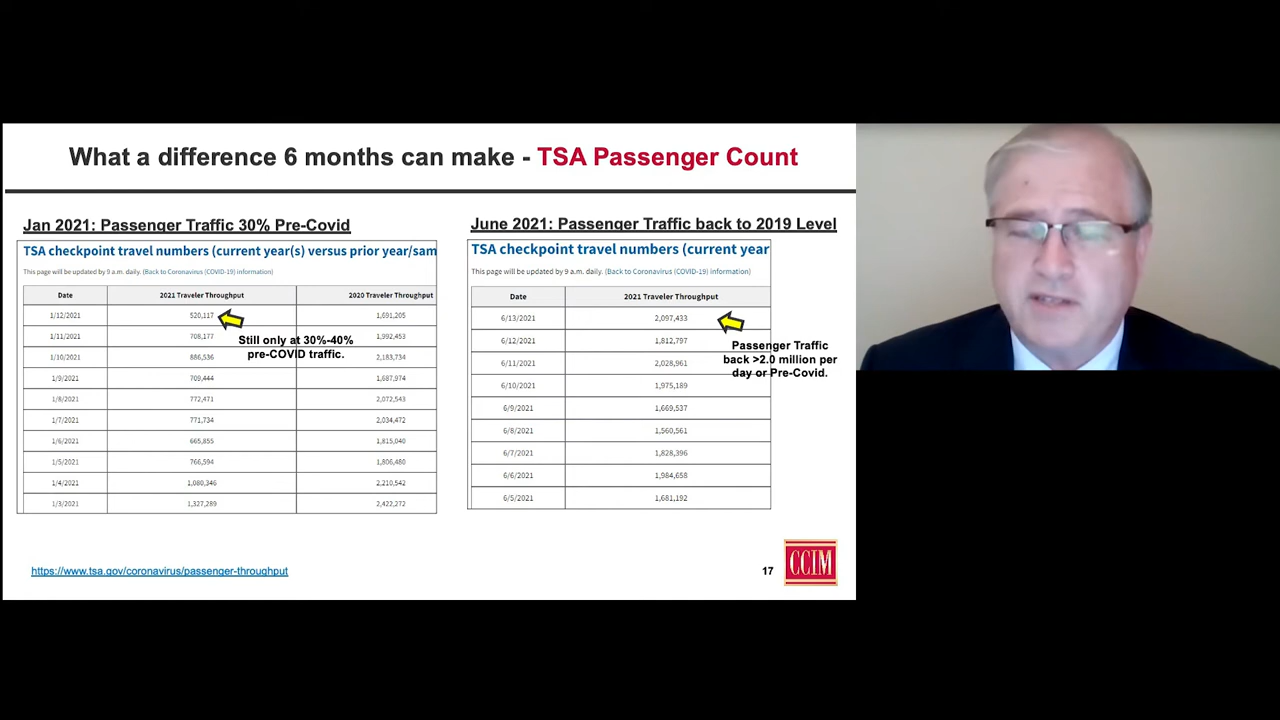 What a difference 6 months can make - TSA Passenger Count
Jan 2021: Passenger Traffic 30% Pre-Covid
TSA checkpoint travel numbers (current year(s) versus prior year/sam
This page will be updated by 9 a.m. daily. (Back to Coronavirus (COVID-19) information)
Date 2021 Traveler Throughput 2020 Traveler Throughput
1/12/2021 520,117 1,691,205
1/11/2021 708,177 1,992,453
1/10/2021 886,536 2,183,734
1/9/2021 709,444 1,687,974
1/8/2021 772,471 2,072,543
1/7/2021 771,734 2,034,472
1/6/2021 665,855 1,815,040
1/5/2021 766,594 1,806,480
1/4/2021 1,080,346 2,210,542
1/3/2021 1,327,289 2,422,272
Still only at 30%-40%
pre-COVID traffic.
June 2021: Passenger Traffic back to 2019 Level
TSA checkpoint travel numbers (current year
This page will be updated by 9 a.m. daily. (Back to Coronavirus (COVID-19) information)
Date 2021 Traveler Throughput
6/13/2021 2,097,433
6/12/2021 1,812,797
6/11/2021 2,028,961
6/10/2021 1,975,189
6/9/2021 1,669,537
6/8/2021 1,560,561
6/7/2021 1,828,396
6/6/2021 1,984,658
6/5/2021 1,681,192
Passenger Traffic
back >2.0 million per
day or Pre-Covid.
https://www.tsa.gov/coronavirus/passenger-throughput
17
CCIM